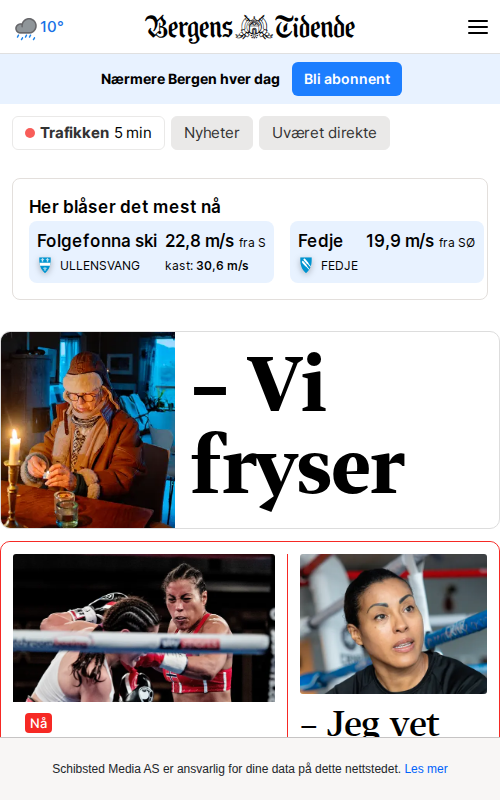 10°
Bergens Tidende
Nærmere Bergen hver dag
Bli abonnent
Trafikken 5 min
Nyheter
Uværet direkte
Her blåser det mest nå
Folgefonna ski 22,8 m/s fra S
ULLENSVANG kast: 30,6 m/s
Fedje 19,9 m/s fra SØ
FEDJE
– Vi
fryser
Nå
– Jeg vet
Schibsted Media AS er ansvarlig for dine data på dette nettstedet. Les mer